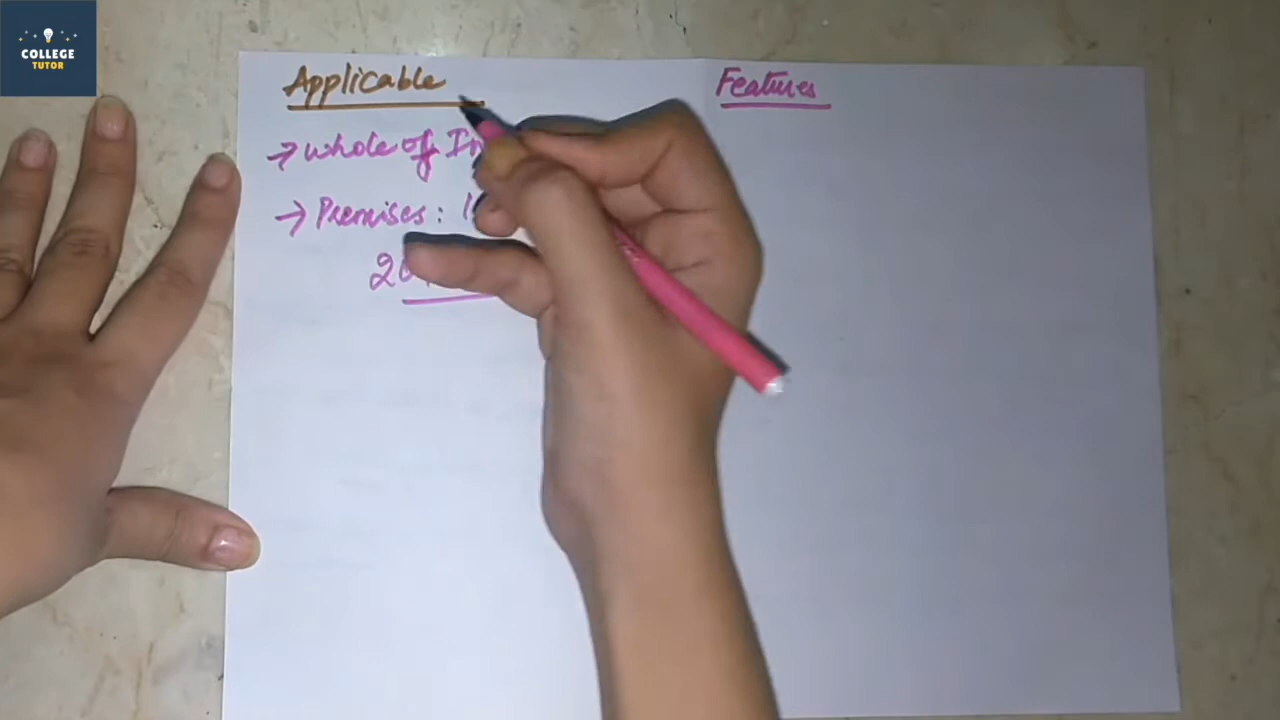 COLLEGE
TUTOR
Applicable
Features
→ Whole of
→ Premises: